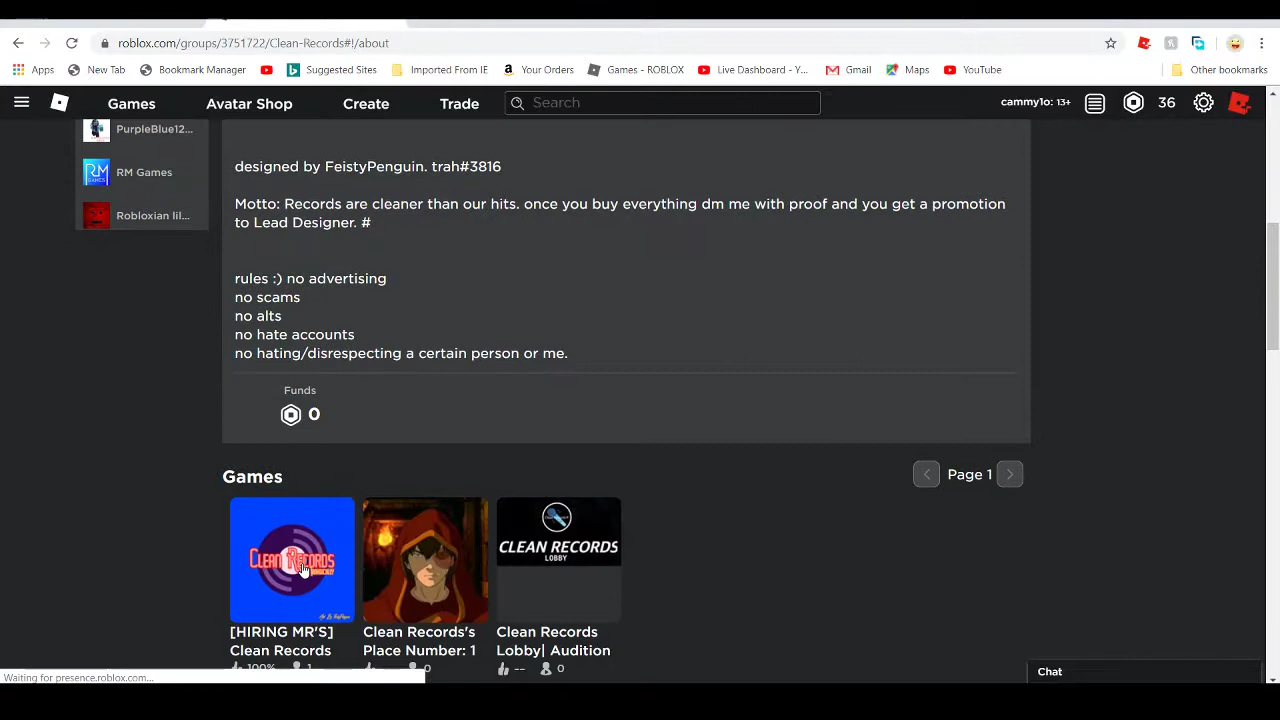 roblox.com/groups/3751722/Clean-Records#!/about
Apps New Tab Bookmark Manager Suggested Sites Imported From IE Your Orders Games - ROBLOX Live Dashboard - Y... Gmail Maps YouTube Other bookmarks
Games Avatar Shop Create Trade Search cammy1o: 13+ 36
PurpleBlue12...
RM Games
Robloxian lil...
designed by FeistyPenguin. trah#3816
Motto: Records are cleaner than our hits. once you buy everything dm me with proof and you get a promotion
to Lead Designer. #
rules :) no advertising
no scams
no alts
no hate accounts
no hating/disrespecting a certain person or me.
Funds
0
Games
Page 1
CLEAN RECORDS
CLEAN RECORDS
LOBBY
[HIRING MR'S]
Clean Records
Clean Records's
Place Number: 1
Clean Records
Lobby| Audition
100% 1
0
-- 0
Waiting for presence.roblox.com...
Chat